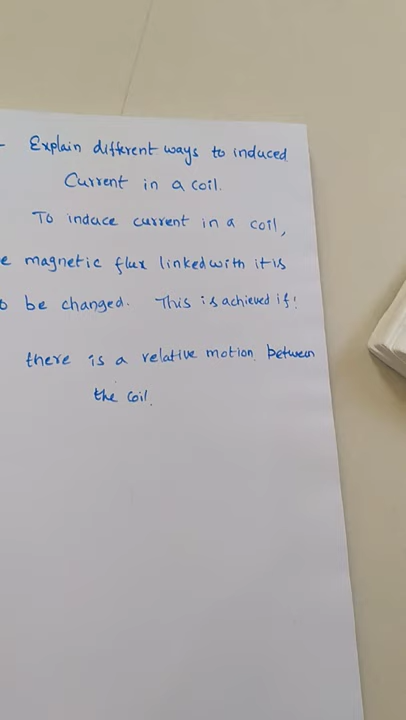 - Explain different ways to induced
Current in a coil.
To induce current in a coil,
e magnetic flux linked with it is
o be changed. This is achieved if:
there is a relative motion between
the coil.